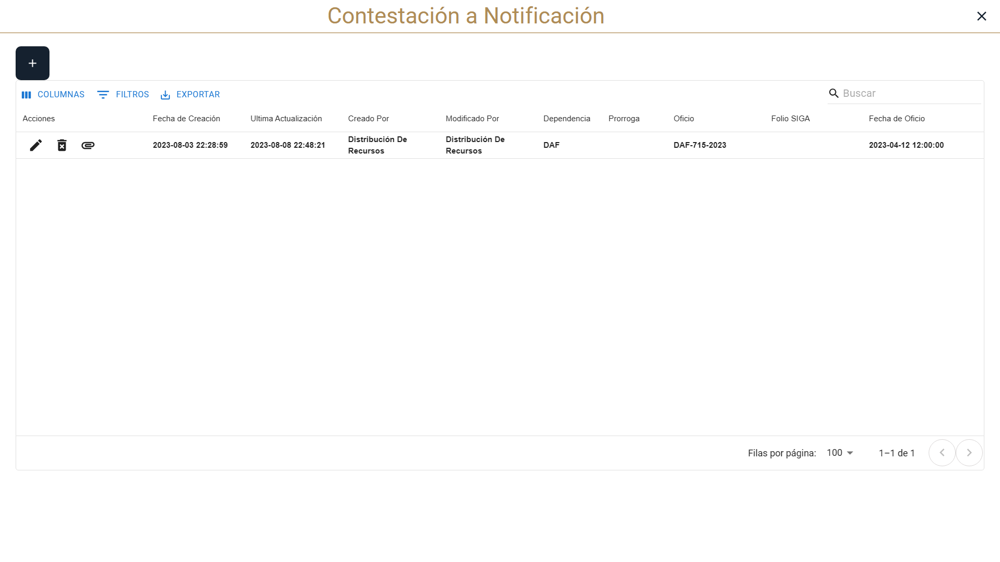 Contestación a Notificación
+
COLUMNAS FILTROS EXPORTAR Buscar
Acciones Fecha de Creación Ultima Actualización Creado Por Modificado Por Dependencia Prorroga Oficio Folio SIGA Fecha de Oficio
2023-08-03 22:28:59 2023-08-08 22:48:21 Distribución De Recursos Distribución De Recursos DAF DAF-715-2023 2023-04-12 12:00:00
Filas por página: 100 1–1 de 1